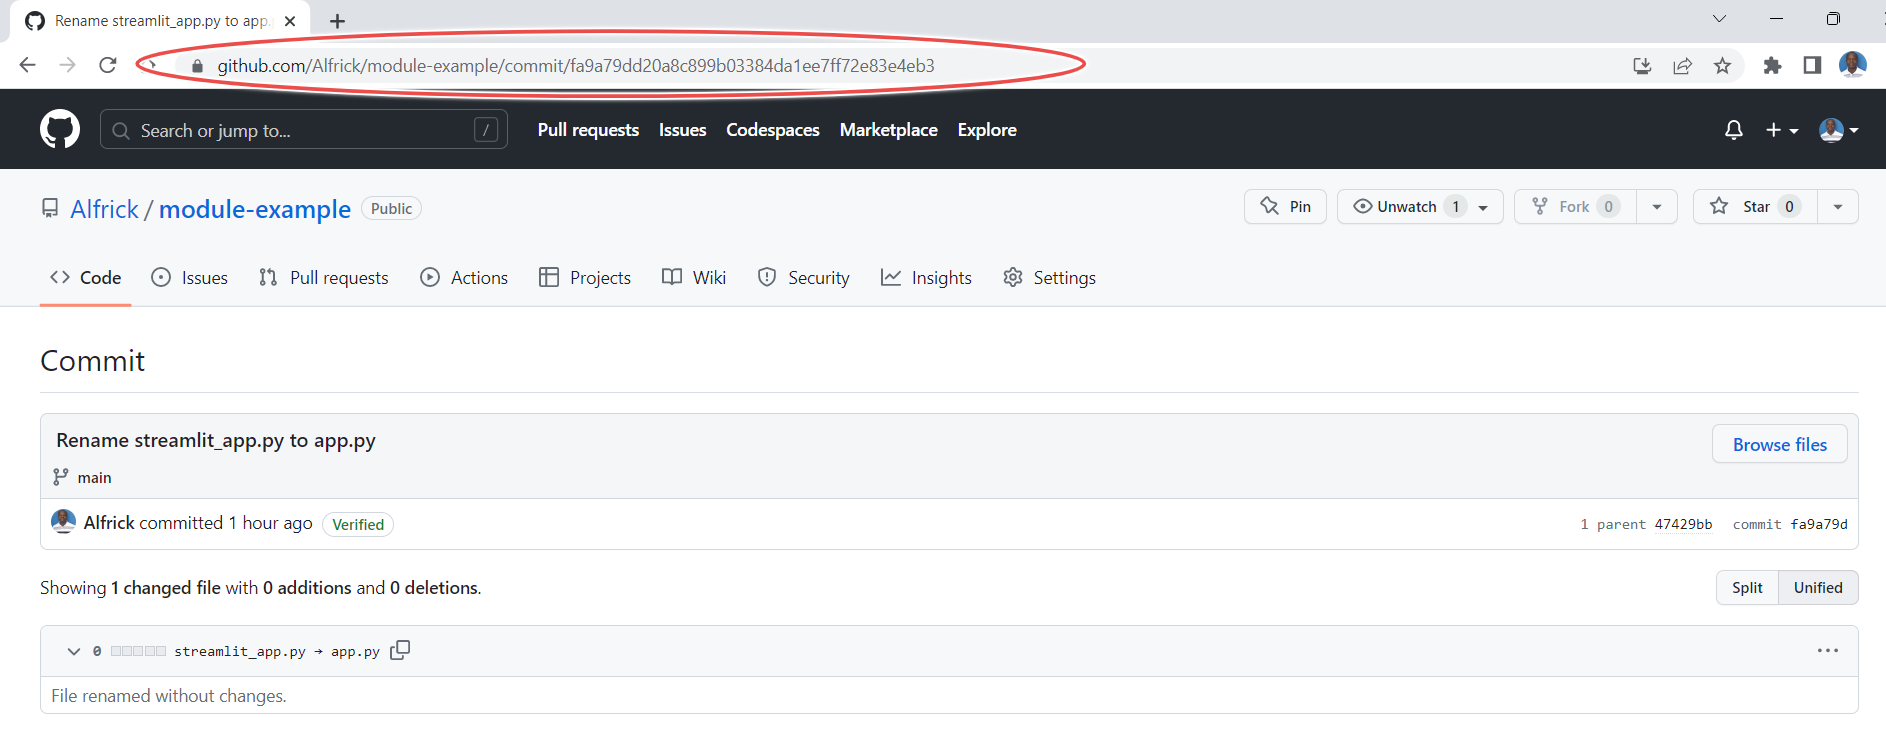 Rename streamlit_app.py to app.
github.com/Alfrick/module-example/commit/fa9a79dd20a8c899b03384da1ee7ff72e83e4eb3
Search or jump to... / Pull requests Issues Codespaces Marketplace Explore
Alfrick / module-example Public Pin Unwatch 1 Fork 0 Star 0
Code Issues Pull requests Actions Projects Wiki Security Insights Settings
Commit
Rename streamlit_app.py to app.py
Browse files
main
Alfrick committed 1 hour ago Verified 1 parent 47429bb commit fa9a79d
Showing 1 changed file with 0 additions and 0 deletions. Split Unified
0 streamlit_app.py → app.py
File renamed without changes.